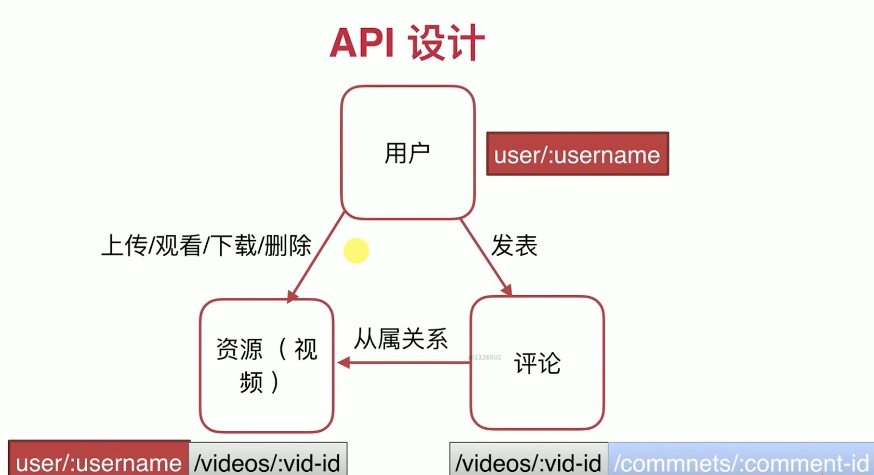 API 设计
用户
user/:username
上传/观看/下载/删除
发表
资源（视
频）
从属关系
评论
user/:username/videos/:vid-id
/videos/:vid-id/commnets/:comment-id